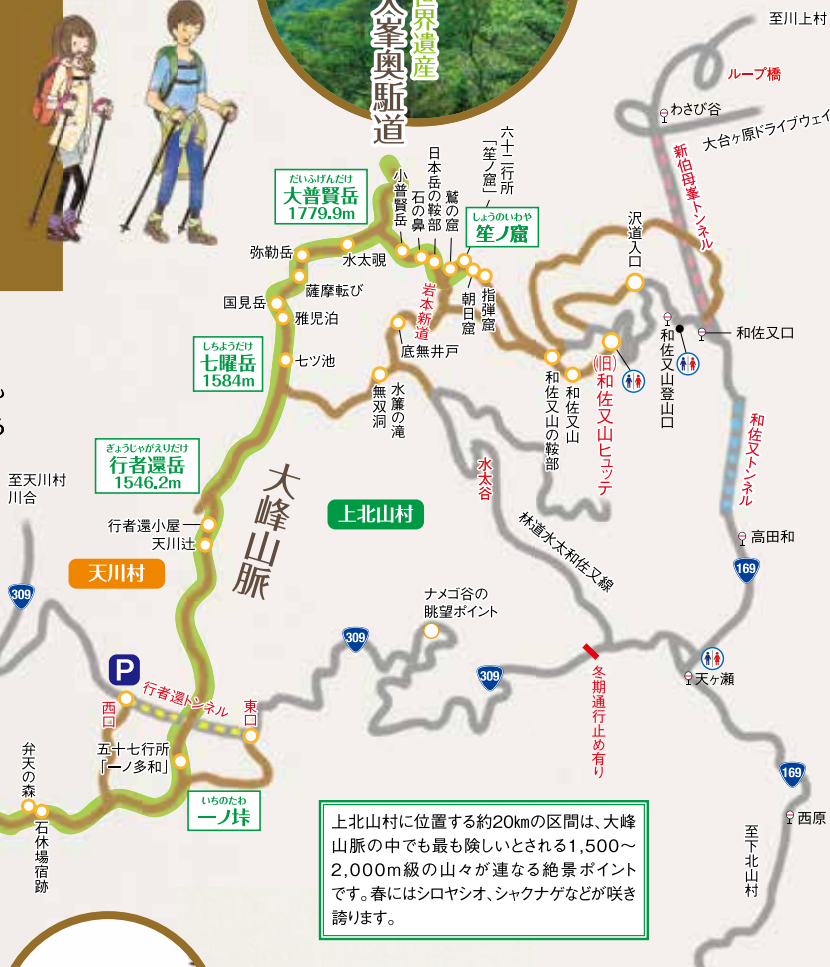 世界遺産
大峯奥駈道
至川上村
ループ橋
わさび谷
大台ヶ原ドライブウェイ
新伯母峯トンネル
六十二行所
「笙ノ窟」
日本岳の鞍部
鷲の窟
小普賢岳
石の鼻
だいふげんだけ
大普賢岳
1779.9m
しょうのいわや
笙ノ窟
沢道入口
弥勒岳
水太覗
薩摩転び
国見岳
雅児泊
岩本新道
朝日窟
指弾窟
底無井戸
和佐又口
和佐又山登山口
しちようだけ
七曜岳
1584m
七ツ池
無双洞
水簾の滝
和佐又山の鞍部
和佐又山
(旧)和佐又山ヒュッテ
和佐又トンネル
水太谷
ぎょうじゃがえりだけ
行者還岳
1546.2m
至天川村
川合
大峰山脈
上北山村
行者還小屋
天川辻
林道水太和佐又線
高田和
169
天川村
309
ナメゴ谷の
眺望ポイント
309
309
P
行者還トンネル
西口
東口
冬期通行止め有り
天ヶ瀬
五十七行所
「一ノ多和」
弁天の森
石休場宿跡
いちのたわ
一ノ垰
169
西原
至下北山村
上北山村に位置する約20kmの区間は、大峰
山脈の中でも最も険しいとされる1,500〜
2,000m級の山々が連なる絶景ポイント
です。春にはシロヤシオ、シャクナゲなどが咲き
誇ります。